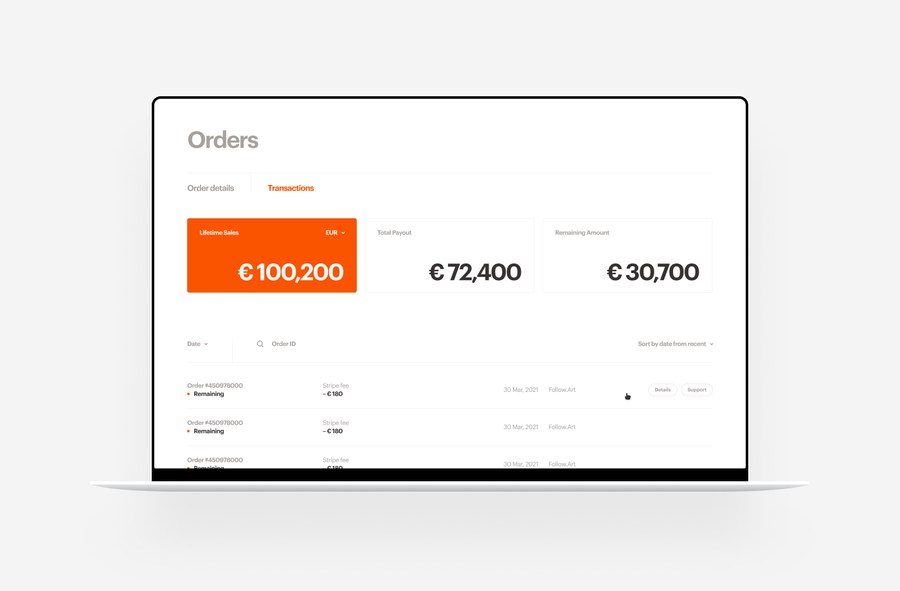 Orders
Order details Transactions
Lifetime Sales EUR Total Payout Remaining Amount
€ 100,200 € 72,400 € 30,700
Date Order ID Sort by date from recent
Order #450978000 Stripe fee
Remaining – € 180 30 Mar, 2021 Follow.Art Details Support
Order #450978000 Stripe fee
Remaining – € 180 30 Mar, 2021 Follow.Art
Order #450978000 Stripe fee
Remaining – € 180 30 Mar, 2021 Follow.Art